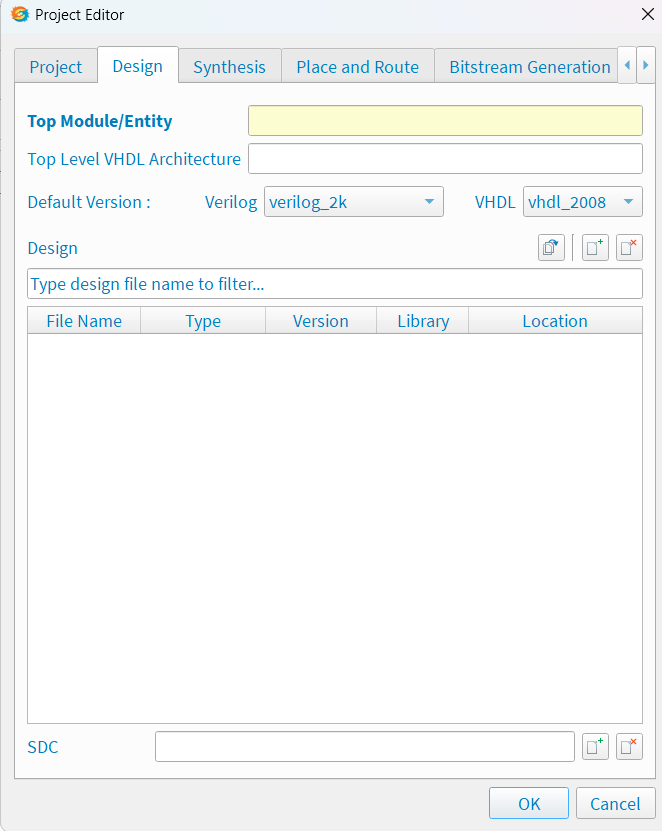 Project Editor
Project Design Synthesis Place and Route Bitstream Generation
Top Module/Entity
Top Level VHDL Architecture
Default Version : Verilog verilog_2k VHDL vhdl_2008
Design
Type design file name to filter...
File Name Type Version Library Location
SDC
OK Cancel